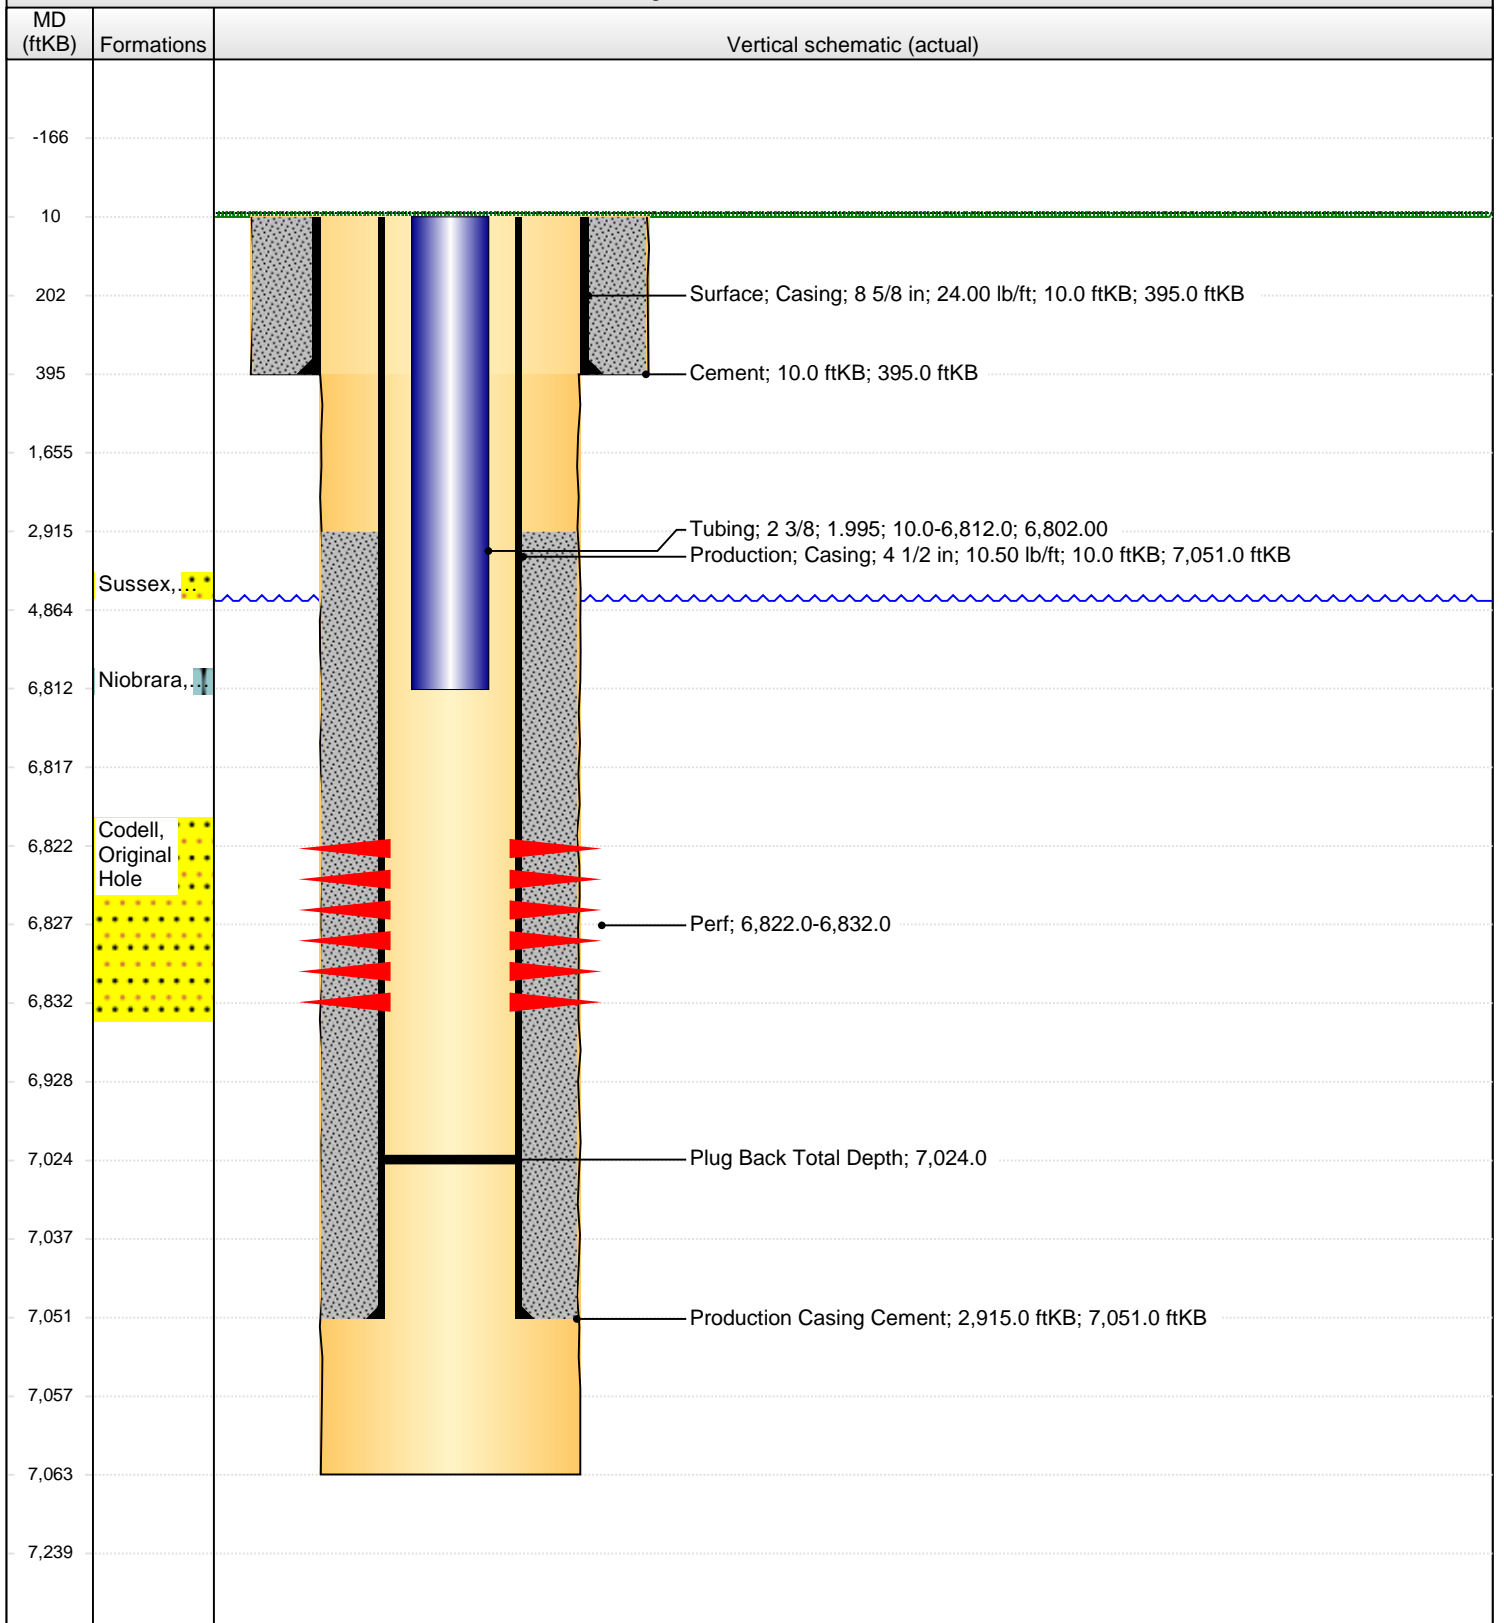 MD
(ftKB)
Formations
Vertical schematic (actual)
-166
10
202
Surface; Casing; 8 5/8 in; 24.00 lb/ft; 10.0 ftKB; 395.0 ftKB
395
Cement; 10.0 ftKB; 395.0 ftKB
1,655
2,915
Tubing; 2 3/8; 1.995; 10.0-6,812.0; 6,802.00
Production; Casing; 4 1/2 in; 10.50 lb/ft; 10.0 ftKB; 7,051.0 ftKB
Sussex,...
4,864
Niobrara,...
6,812
6,817
Codell,
Original
Hole
6,822
6,827
Perf; 6,822.0-6,832.0
6,832
6,928
7,024
Plug Back Total Depth; 7,024.0
7,037
7,051
Production Casing Cement; 2,915.0 ftKB; 7,051.0 ftKB
7,057
7,063
7,239